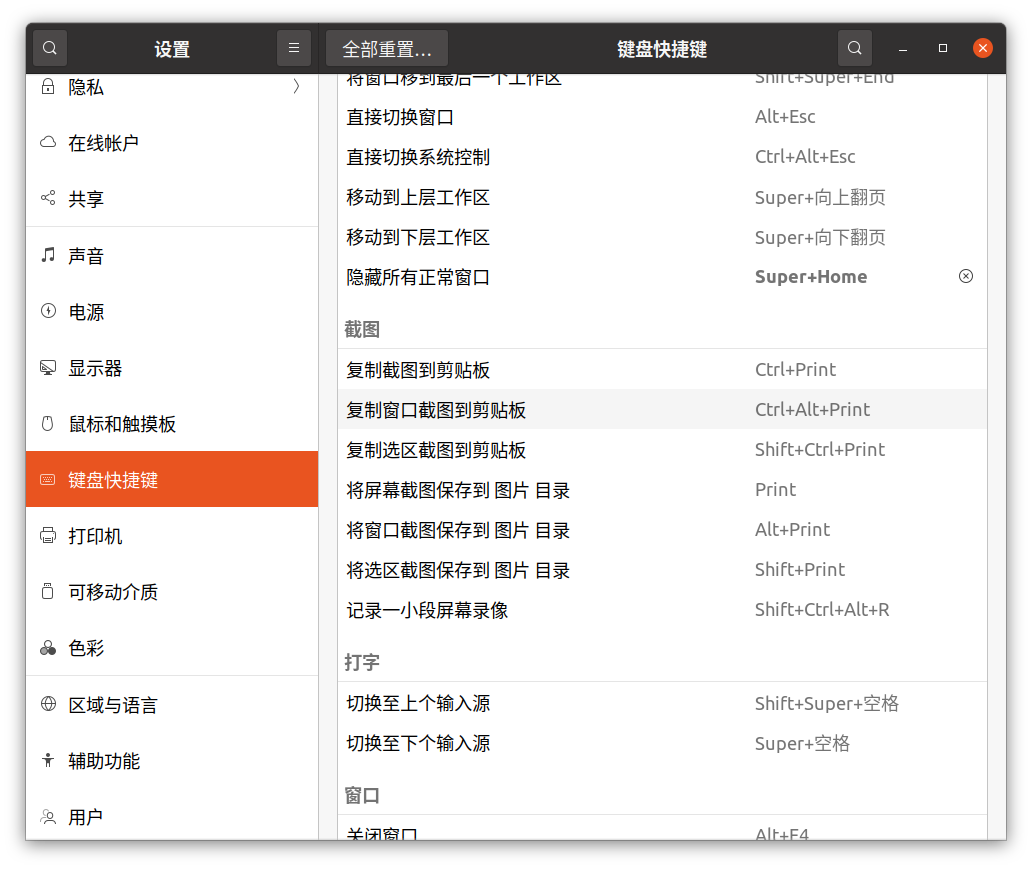 设置
全部重置…
键盘快捷键
隐私
在线帐户
共享
声音
电源
显示器
鼠标和触摸板
键盘快捷键
打印机
可移动介质
色彩
区域与语言
辅助功能
用户
将窗口移到最后一个工作区 Shift+Super+End
直接切换窗口 Alt+Esc
直接切换系统控制 Ctrl+Alt+Esc
移动到上层工作区 Super+向上翻页
移动到下层工作区 Super+向下翻页
隐藏所有正常窗口 Super+Home
截图
复制截图到剪贴板 Ctrl+Print
复制窗口截图到剪贴板 Ctrl+Alt+Print
复制选区截图到剪贴板 Shift+Ctrl+Print
将屏幕截图保存到 图片 目录 Print
将窗口截图保存到 图片 目录 Alt+Print
将选区截图保存到 图片 目录 Shift+Print
记录一小段屏幕录像 Shift+Ctrl+Alt+R
打字
切换至上个输入源 Shift+Super+空格
切换至下个输入源 Super+空格
窗口
关闭窗口 Alt+F4